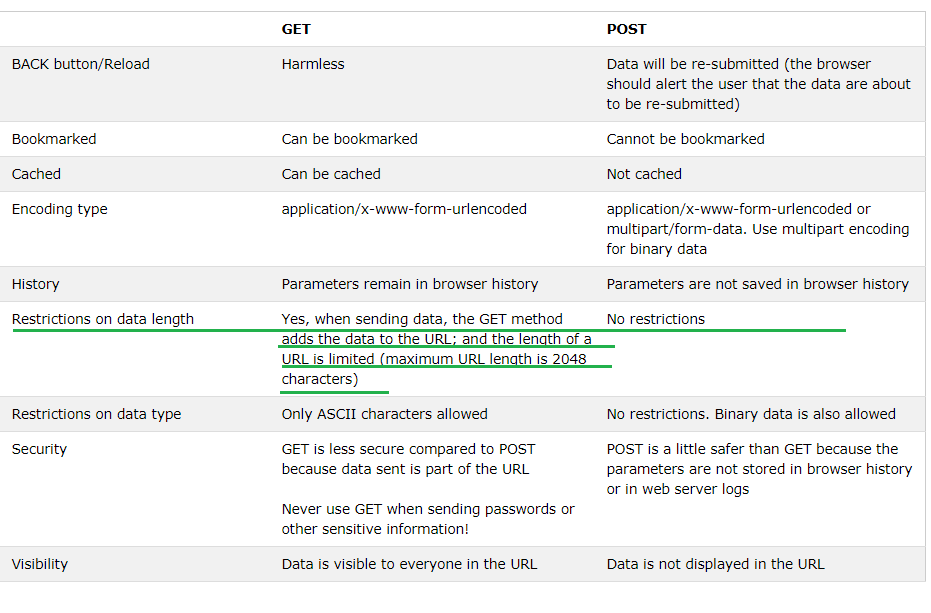 GET POST
BACK button/Reload Harmless Data will be re-submitted (the browser
should alert the user that the data are about
to be re-submitted)
Bookmarked Can be bookmarked Cannot be bookmarked
Cached Can be cached Not cached
Encoding type application/x-www-form-urlencoded application/x-www-form-urlencoded or
multipart/form-data. Use multipart encoding
for binary data
History Parameters remain in browser history Parameters are not saved in browser history
Restrictions on data length Yes, when sending data, the GET method No restrictions
adds the data to the URL; and the length of a
URL is limited (maximum URL length is 2048
characters)
Restrictions on data type Only ASCII characters allowed No restrictions. Binary data is also allowed
Security GET is less secure compared to POST POST is a little safer than GET because the
because data sent is part of the URL parameters are not stored in browser history
or in web server logs
Never use GET when sending passwords or
other sensitive information!
Visibility Data is visible to everyone in the URL Data is not displayed in the URL